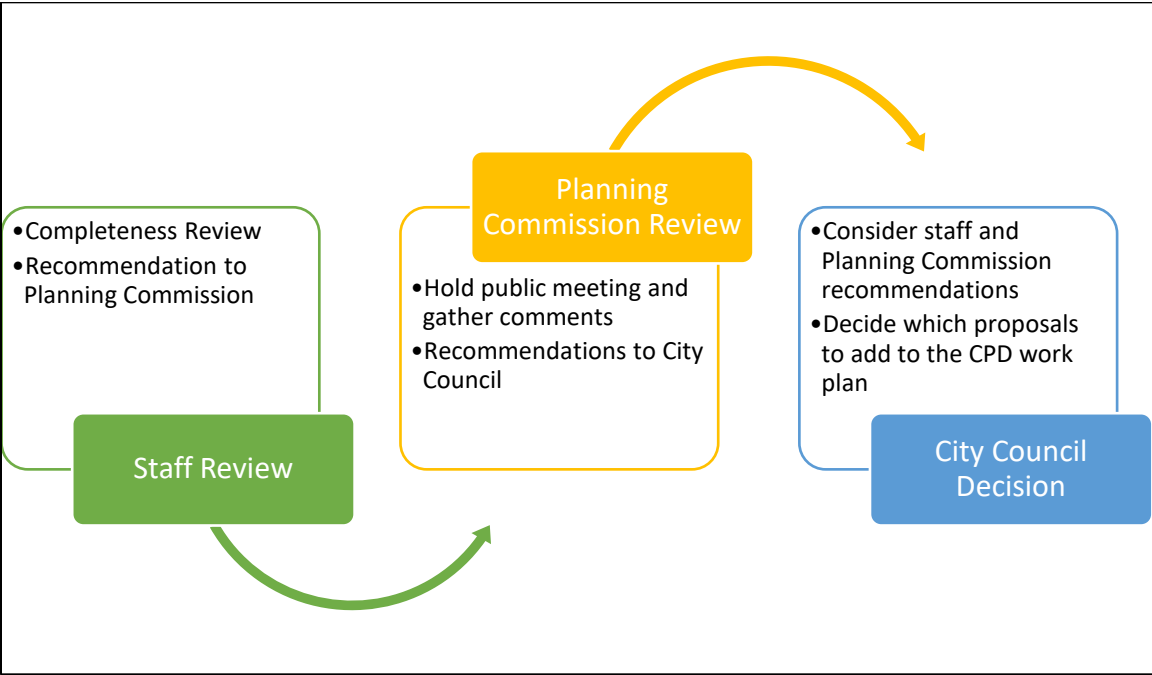 •Completeness Review
•Recommendation to
Planning Commission
Staff Review
Planning
Commission Review
•Hold public meeting and
gather comments
•Recommendations to City
Council
•Consider staff and
Planning Commission
recommendations
•Decide which proposals
to add to the CPD work
plan
City Council
Decision